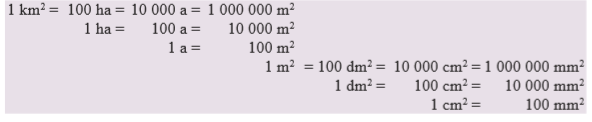 1 km² = 100 ha = 10 000 a = 1 000 000 m²
1 ha = 100 a = 10 000 m²
1 a = 100 m²
1 m² = 100 dm² = 10 000 cm² = 1 000 000 mm²
1 dm² = 100 cm² = 10 000 mm²
1 cm² = 100 mm²